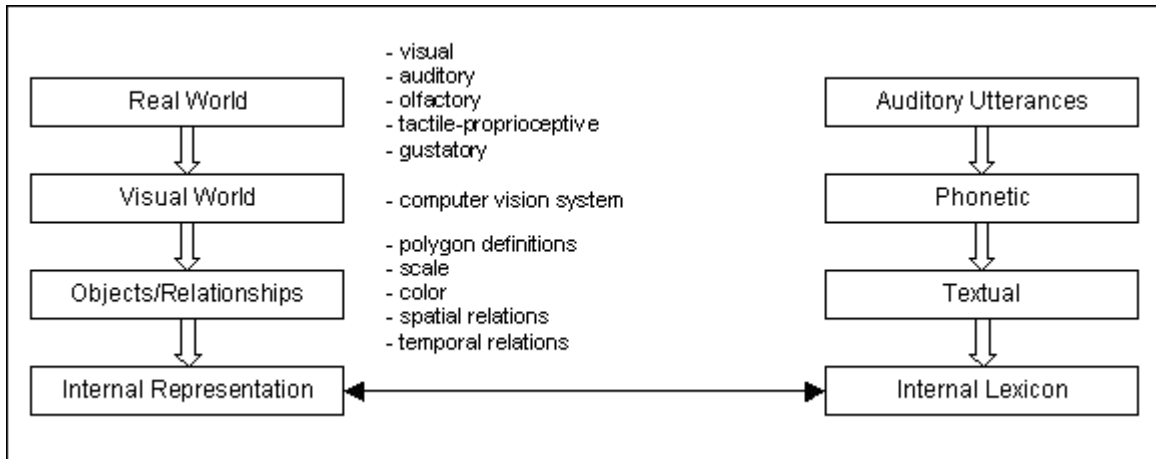 Real World
- visual
- auditory
- olfactory
- tactile-proprioceptive
- gustatory
Auditory Utterances
Visual World
- computer vision system
Phonetic
Objects/Relationships
- polygon definitions
- scale
- color
- spatial relations
- temporal relations
Textual
Internal Representation
Internal Lexicon